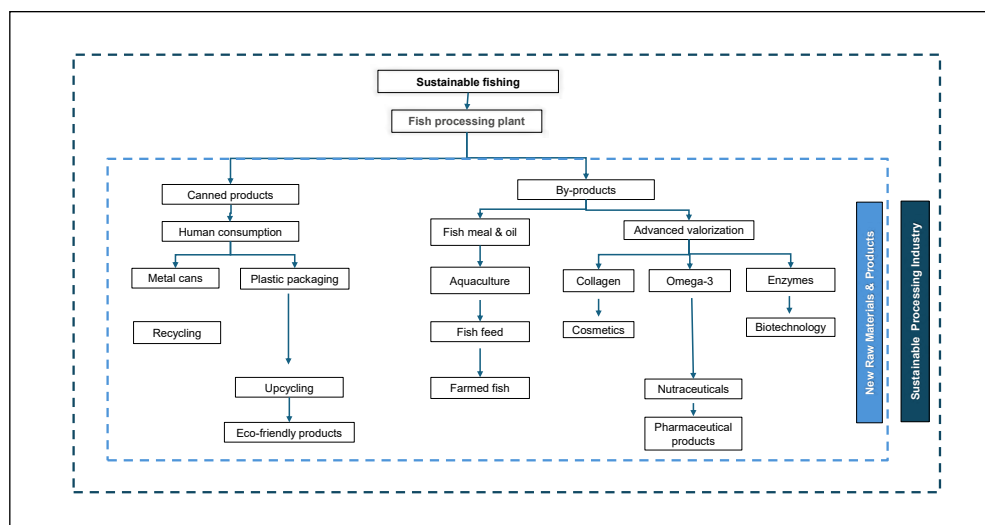 Sustainable fishing
Fish processing plant
Canned products
By-products
Human consumption
Fish meal & oil
Advanced valorization
Metal cans
Plastic packaging
Aquaculture
Collagen
Omega-3
Enzymes
Recycling
Fish feed
Cosmetics
Biotechnology
Upcycling
Farmed fish
Nutraceuticals
Eco-friendly products
Pharmaceutical
products
New Raw Materials & Products
Sustainable Processing Industry